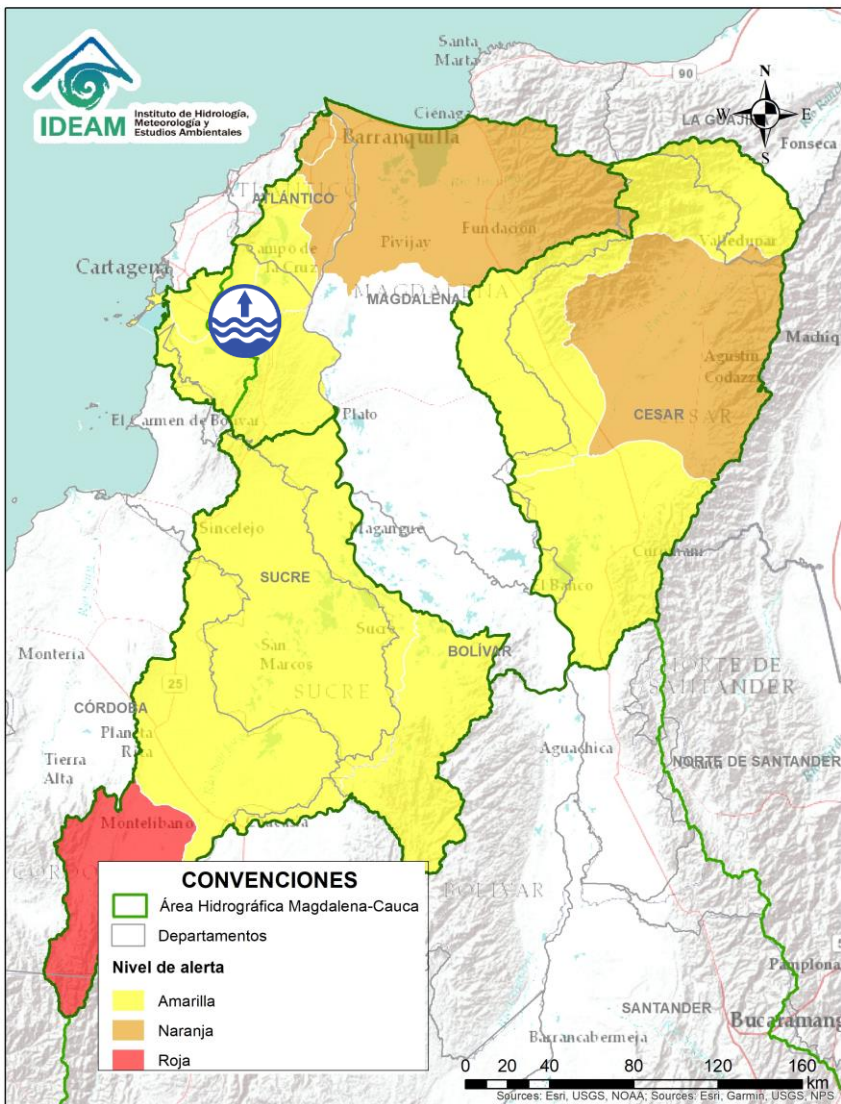 IDEAM
Instituto de Hidrología,
Meteorología y
Estudios Ambientales
Santa
Marta
90
N
W
E
S
Ciénaga
LA GUAJI
Fonseca
Barranquilla
ATLÁNTICO
Valledupar
Campo de
la Cruz
Pivijay
Fundación
Cartagena
MAGDALENA
Machiq
Agustín
Codazzi
El Carmen de Bolívar
Plato
CESAR
Sincelejo
Magangue
Curumaní
SUCRE
El Banco
San
Marcos
Sucre
BOLÍVAR
Montería
25
SUCRE
NORTE DE
SANTANDER
CÓRDOBA
Planeta
Rica
Tierra
Alta
Aguachica
NORTE DE SANTANDER
Montelíbano
BOLÍVAR
CONVENCIONES
Área Hidrográfica Magdalena-Cauca
Departamentos
Nivel de alerta
Amarilla
Naranja
Roja
Pamplona
SANTANDER
Bucaramang
Barrancabermeja
0 20 40 80 120 160
km
Sources: Esri, USGS, NOAA; Sources: Esri, Garmin, USGS, NPS